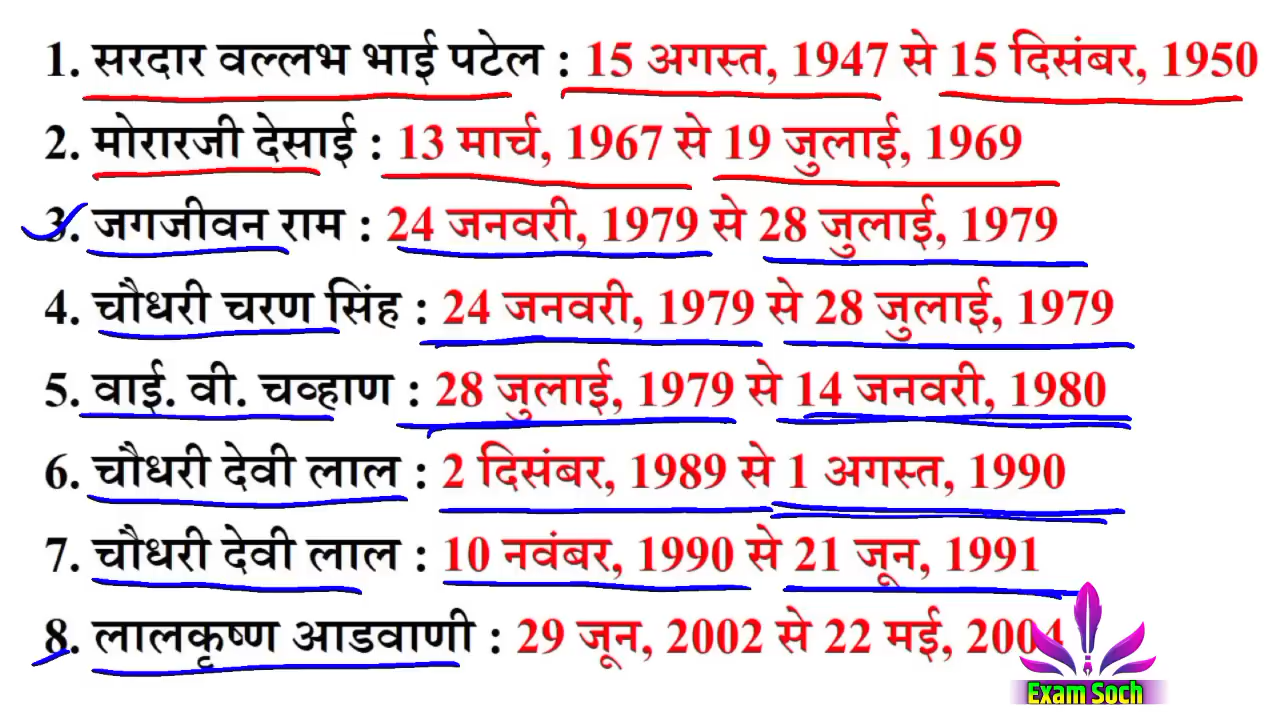 1. सरदार वल्लभ भाई पटेल : 15 अगस्त, 1947 से 15 दिसंबर, 1950
2. मोरारजी देसाई : 13 मार्च, 1967 से 19 जुलाई, 1969
3. जगजीवन राम : 24 जनवरी, 1979 से 28 जुलाई, 1979
4. चौधरी चरण सिंह : 24 जनवरी, 1979 से 28 जुलाई, 1979
5. वाई. वी. चव्हाण : 28 जुलाई, 1979 से 14 जनवरी, 1980
6. चौधरी देवी लाल : 2 दिसंबर, 1989 से 1 अगस्त, 1990
7. चौधरी देवी लाल : 10 नवंबर, 1990 से 21 जून, 1991
8. लालकृष्ण आडवाणी : 29 जून, 2002 से 22 मई, 2004
Exam Soch